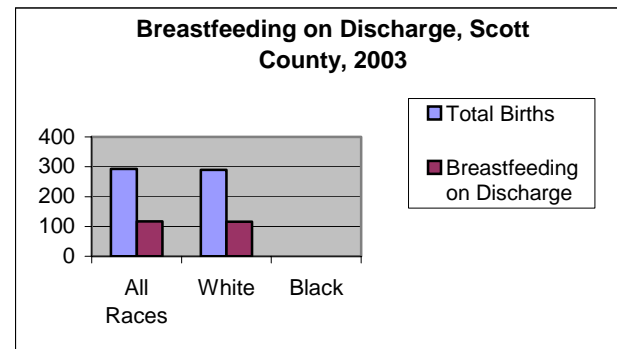 Breastfeeding on Discharge, Scott
County, 2003
Total Births
Breastfeeding
on Discharge
400
300
200
100
0
All
Races
White
Black